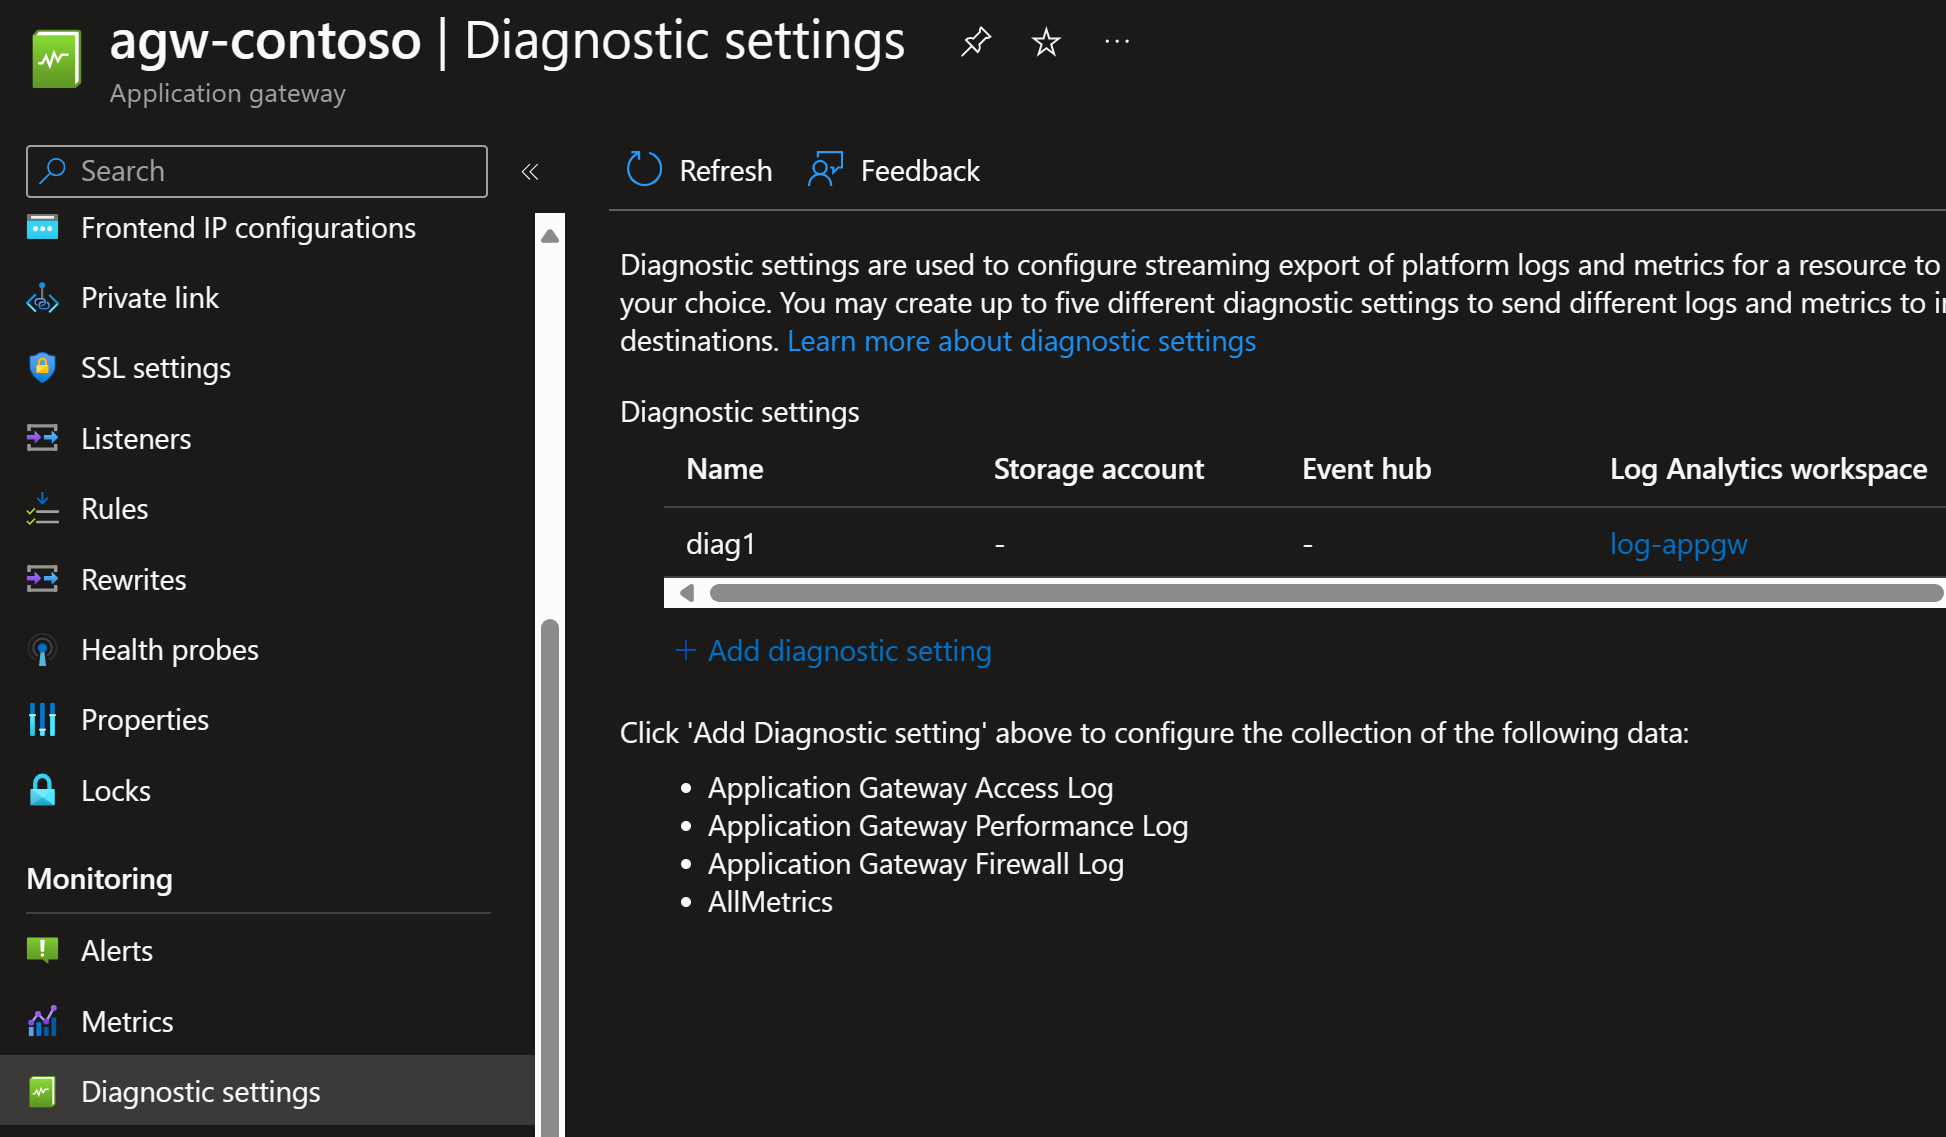 agw-contoso | Diagnostic settings
Application gateway
Search
Frontend IP configurations
Private link
SSL settings
Listeners
Rules
Rewrites
Health probes
Properties
Locks
Monitoring
Alerts
Metrics
Diagnostic settings
Refresh Feedback
Diagnostic settings are used to configure streaming export of platform logs and metrics for a resource to
your choice. You may create up to five different diagnostic settings to send different logs and metrics to
destinations. Learn more about diagnostic settings
Diagnostic settings
Name Storage account Event hub Log Analytics workspace
diag1 - - log-appgw
+ Add diagnostic setting
Click 'Add Diagnostic setting' above to configure the collection of the following data:
• Application Gateway Access Log
• Application Gateway Performance Log
• Application Gateway Firewall Log
• AllMetrics